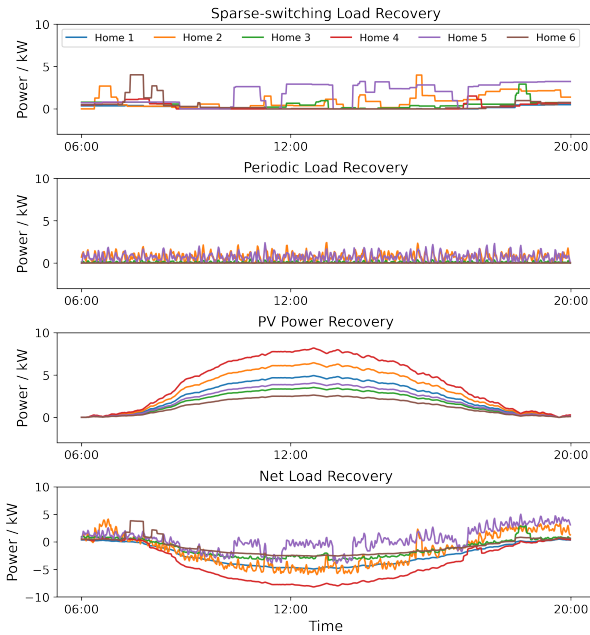 Sparse-switching Load Recovery
10
5
0
Power / kW
Home 1 Home 2 Home 3 Home 4 Home 5 Home 6
06:00 12:00 20:00
Periodic Load Recovery
10
5
0
Power / kW
06:00 12:00 20:00
PV Power Recovery
10
5
0
Power / kW
06:00 12:00 20:00
Net Load Recovery
10
5
0
−5
−10
Power / kW
06:00 12:00 20:00
Time